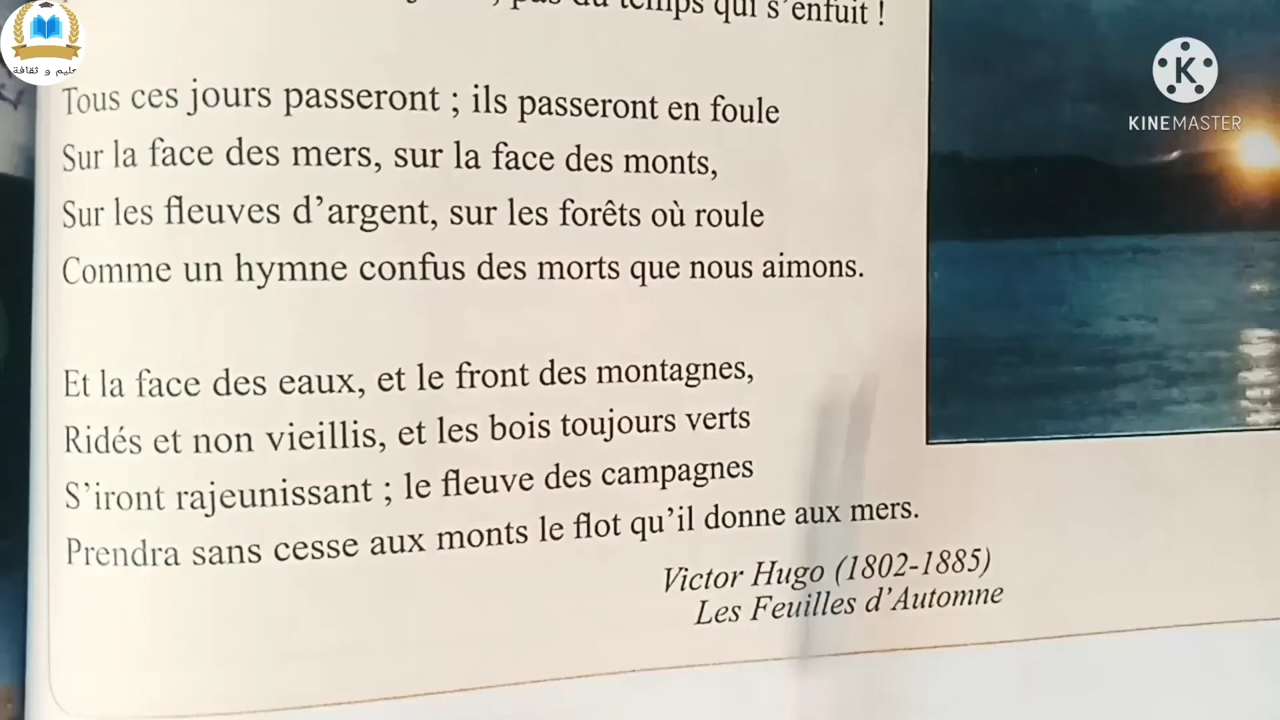 temps qui s'enfuit !
Tous ces jours passeront ; ils passeront en foule
Sur la face des mers, sur la face des monts,
Sur les fleuves d'argent, sur les forêts où roule
Comme un hymne confus des morts que nous aimons.
Et la face des eaux, et le front des montagnes,
Ridés et non vieillis, et les bois toujours verts
S'iront rajeunissant ; le fleuve des campagnes
Prendra sans cesse aux monts le flot qu'il donne aux mers.
Victor Hugo (1802-1885)
Les Feuilles d'Automne
و ثقافة
KINEMASTER